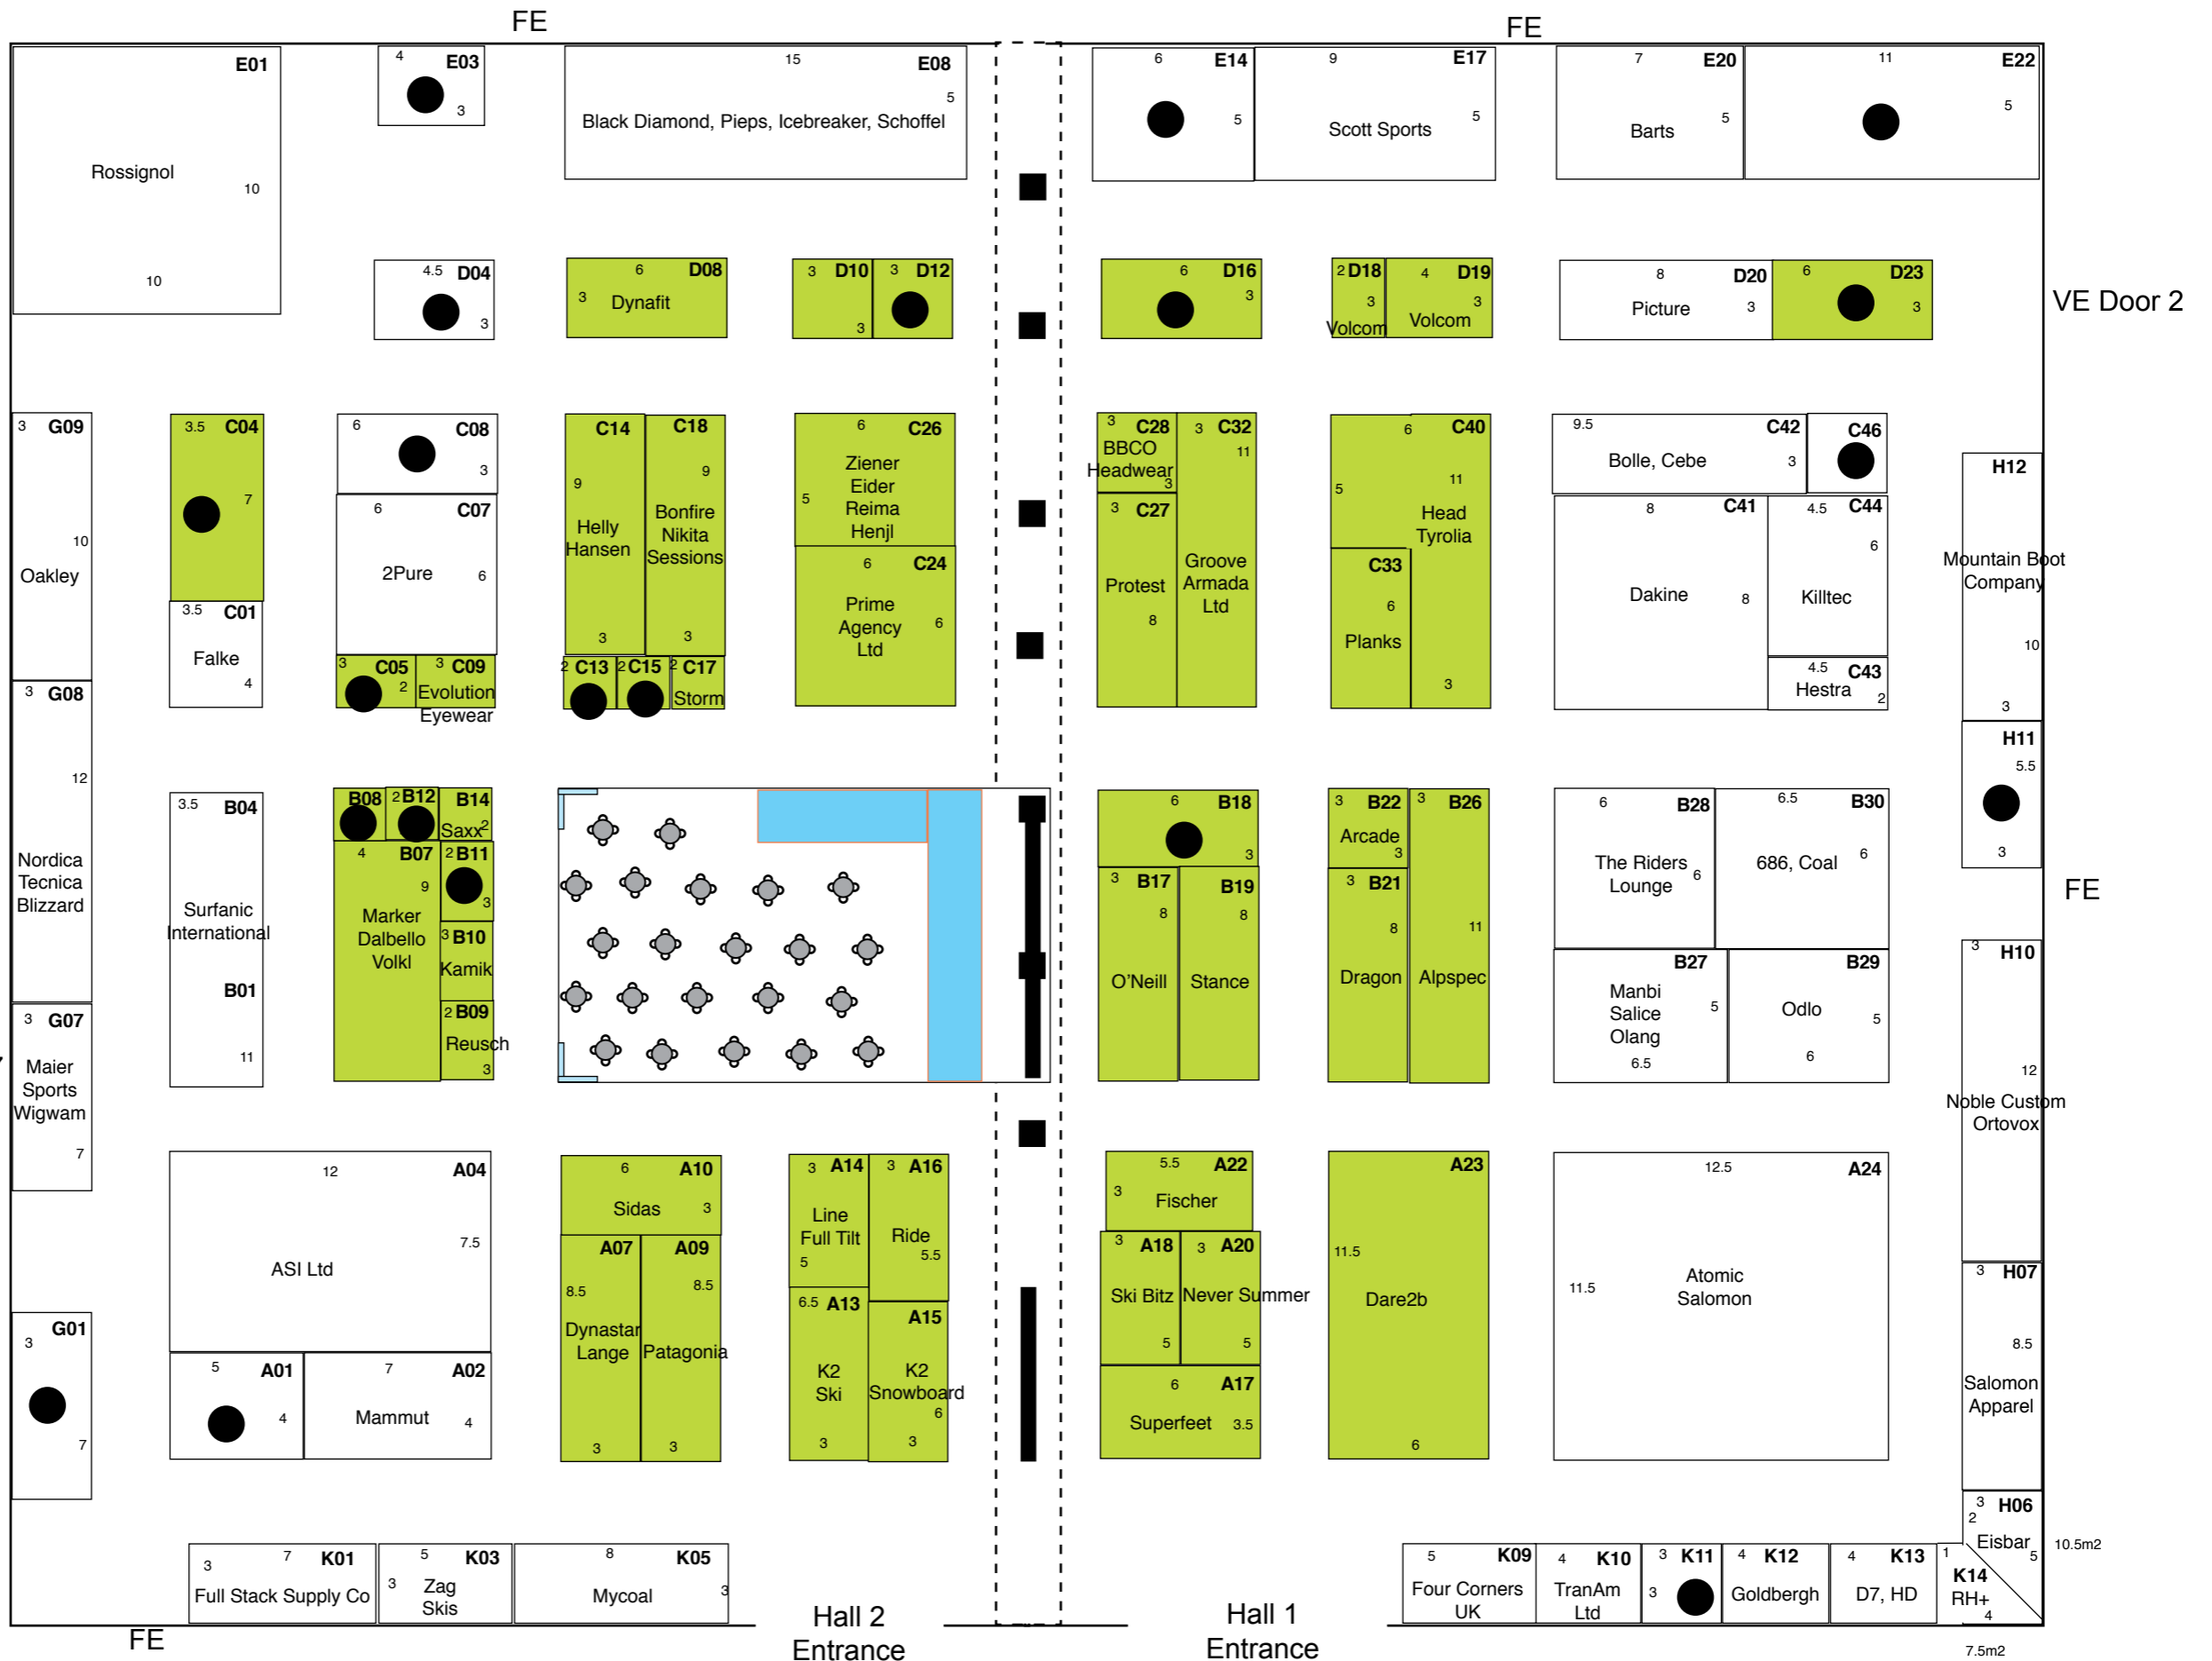 FE
FE
E01
Rossignol
10
10
4
E03
3
15
E08
5
Black Diamond, Pieps, Icebreaker, Schoffel
6
E14
5
9
E17
5
Scott Sports
7
E20
5
Barts
11
E22
5
4.5
D04
3
6
D08
3
Dynafit
3
D10
3
3
D12
6
D16
3
2
D18
3
Volcom
4
D19
3
Volcom
8
D20
Picture
3
6
D23
3
VE Door 2
3
G09
10
Oakley
3.5
C04
7
3.5
C01
Falke
4
6
C08
3
6
C07
2Pure
6
3
C05
2
3
C09
Evolution
Eyewear
C14
9
Helly
Hansen
3
C18
9
Bonfire
Nikita
Sessions
3
2
C13
2
C15
2
C17
Storm
6
C26
Ziener
Eider
Reima
Henjl
5
6
C24
Prime
Agency
Ltd
6
3
C28
BBCO
Headwear
3
3
C27
Protest
8
3
C32
11
Groove
Armada
Ltd
6
C40
11
5
Head
Tyrolia
3
C33
6
Planks
9.5
C42
Bolle, Cebe
3
C46
8
C41
Dakine
8
4.5
C44
6
Killtec
4.5
C43
Hestra
2
H12
Mountain Boot
Company
10
3
H11
5.5
3
3
G08
12
Nordica
Tecnica
Blizzard
3.5
B04
Surfanic
International
B01
11
B08
2
B12
B14
Saxx
2
4
B07
9
Marker
Dalbello
Volkl
2
B11
3
3
B10
Kamik
2
B09
Reusch
3
6
B18
3
3
B17
8
O'Neill
B19
8
Stance
3
B22
Arcade
3
3
B21
8
Dragon
3
B26
11
Alpspec
6
B28
The Riders
Lounge
6
6.5
B30
686, Coal
6
B27
Manbi
Salice
Olang
5
6.5
B29
Odlo
5
6
FE
3
H10
12
Noble Custom
Ortovox
3
G07
Maier
Sports
Wigwam
7
12
A04
7.5
ASI Ltd
6
A10
Sidas
3
A07
8.5
Dynastar
Lange
3
A09
8.5
Patagonia
3
3
A14
Line
Full Tilt
5
3
A16
Ride
5.5
6.5
A13
K2
Ski
3
A15
K2
Snowboard
6
3
5.5
A22
3
Fischer
3
A18
Ski Bitz
5
3
A20
Never Summer
5
6
A17
Superfeet
3.5
A23
11.5
Dare2b
6
12.5
A24
11.5
Atomic
Salomon
3
H07
8.5
Salomon
Apparel
G01
3
7
5
A01
4
7
A02
Mammut
4
3
H06
2
Eisbar
5
10.5m2
7
K01
3
Full Stack Supply Co
5
K03
3
Zag
Skis
8
K05
Mycoal
3
5
K09
Four Corners
UK
4
K10
TranAm
Ltd
3
K11
3
4
K12
Goldbergh
4
K13
D7, HD
1
K14
RH+
4
7.5m2
Hall 2
Entrance
Hall 1
Entrance
FE